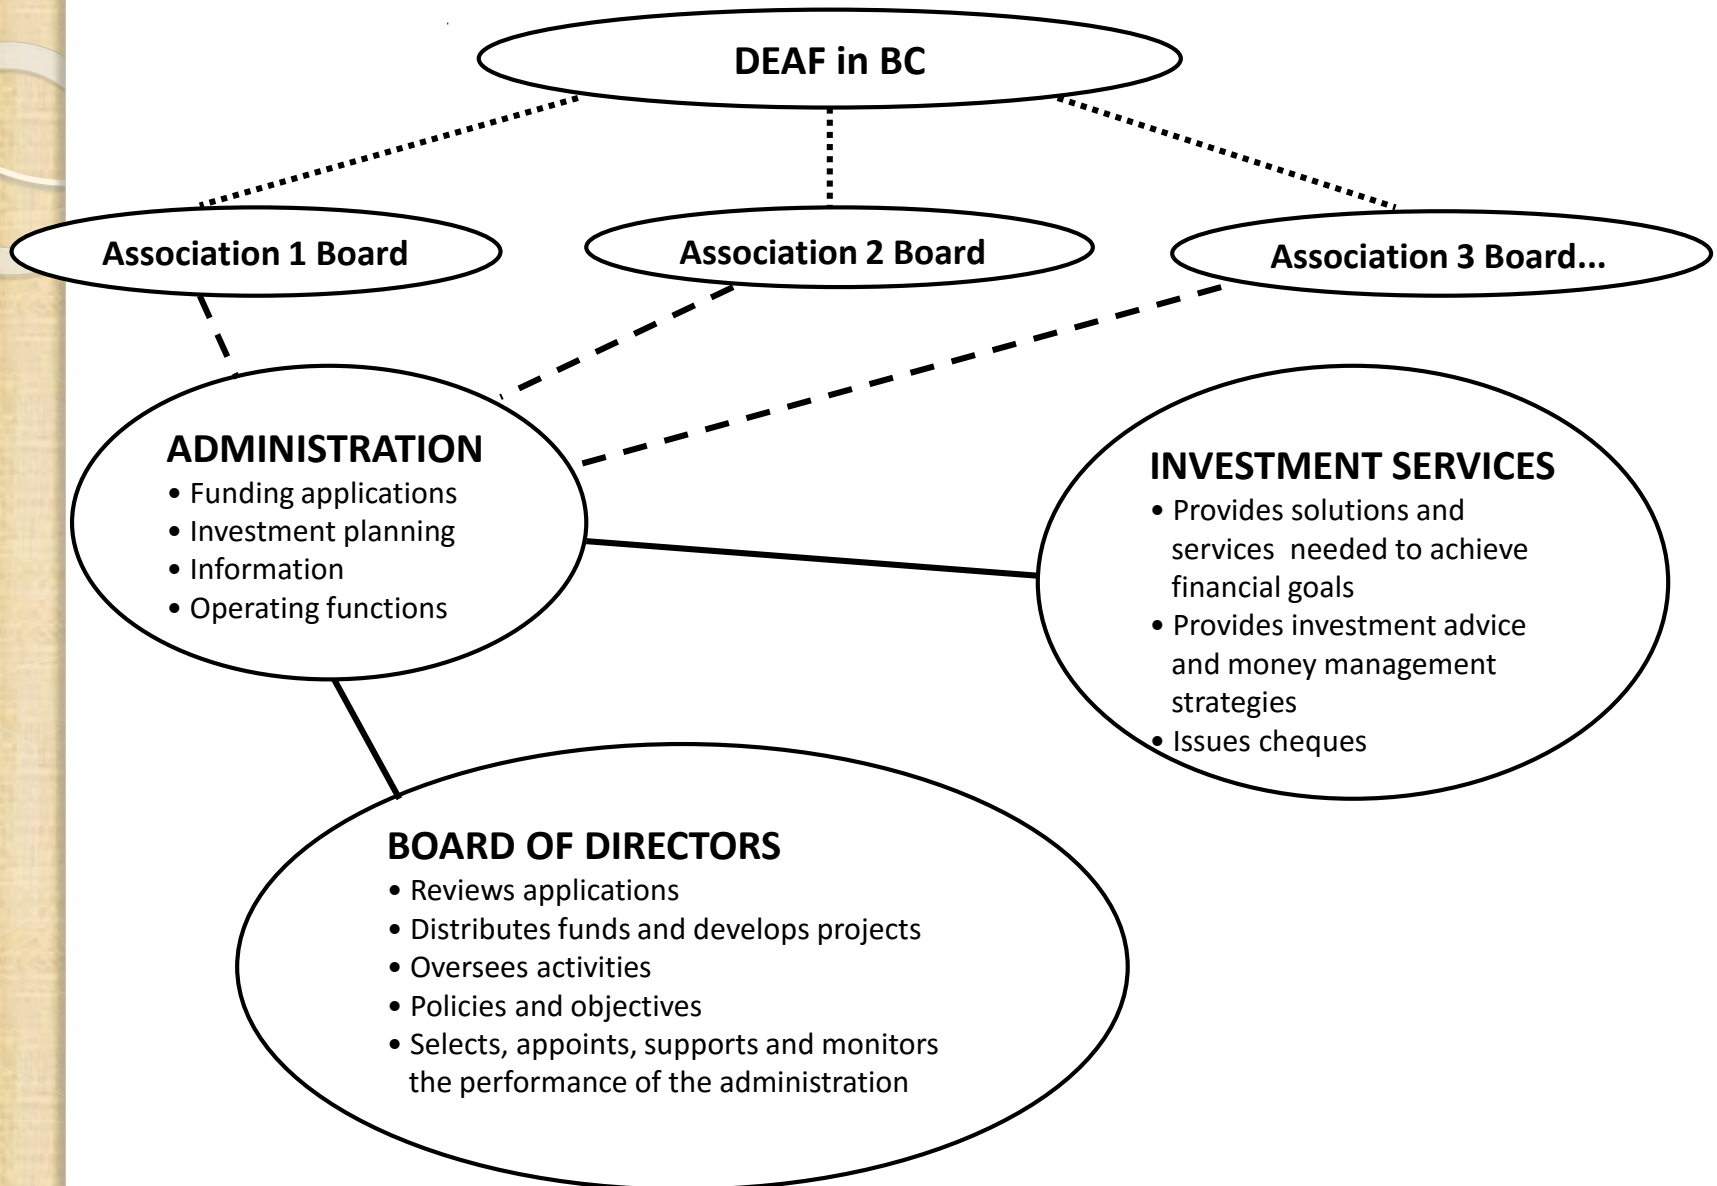 DEAF in BC
Association 1 Board
Association 2 Board
Association 3 Board...
ADMINISTRATION
• Funding applications
• Investment planning
• Information
• Operating functions
INVESTMENT SERVICES
• Provides solutions and
services needed to achieve
financial goals
• Provides investment advice
and money management
strategies
• Issues cheques
BOARD OF DIRECTORS
• Reviews applications
• Distributes funds and develops projects
• Oversees activities
• Policies and objectives
• Selects, appoints, supports and monitors
the performance of the administration